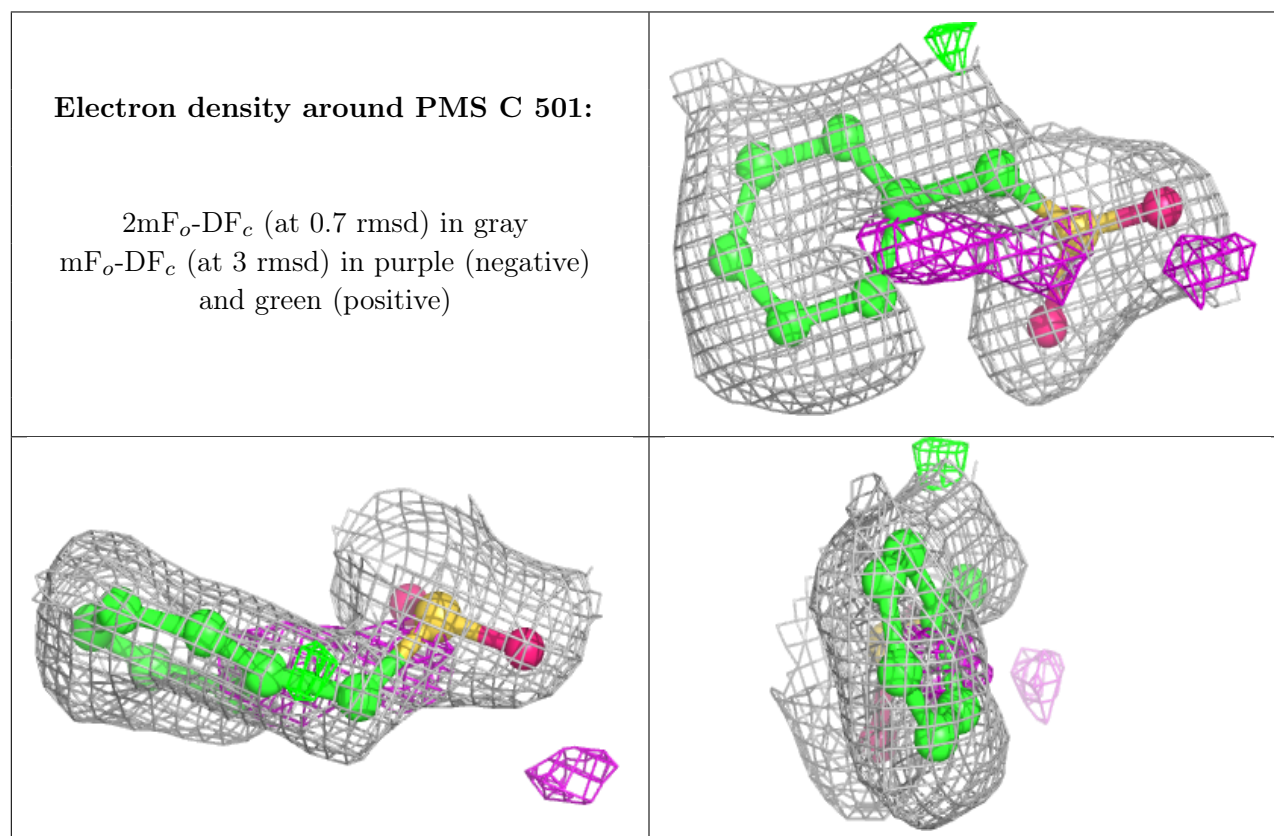 Electron density around PMS C 501:
2mFₒ-DF𝒸 (at 0.7 rmsd) in gray
mFₒ-DF𝒸 (at 3 rmsd) in purple (negative)
and green (positive)